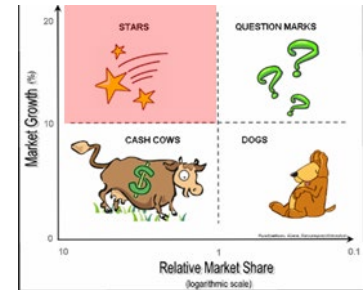 20
STARS
QUESTION MARKS
Market Growth (%)
10
CASH COWS
DOGS
$
0
10
1
0.1
Relative Market Share
(logarithmic scale)